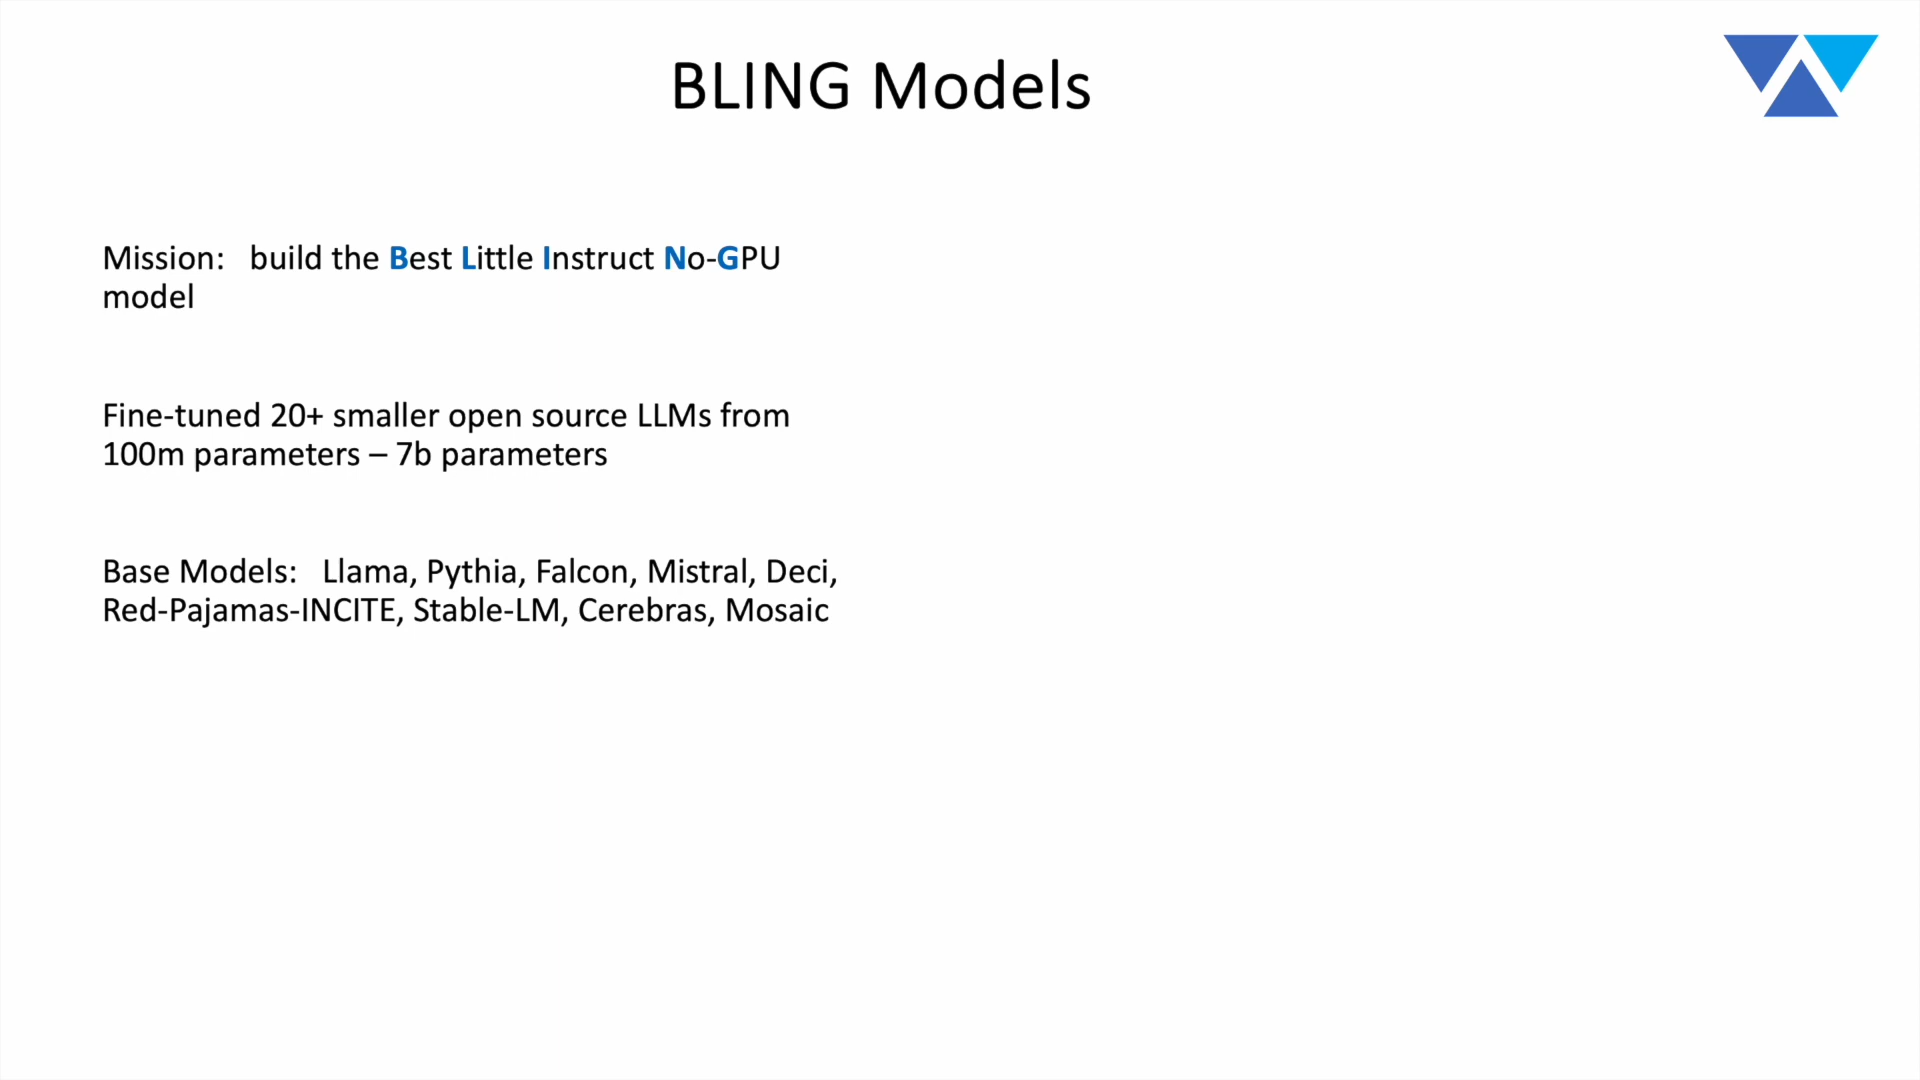 BLING Models
Mission:   build the Best Little Instruct No-GPU
model
Fine-tuned 20+ smaller open source LLMs from
100m parameters – 7b parameters
Base Models:   Llama, Pythia, Falcon, Mistral, Deci,
Red-Pajamas-INCITE, Stable-LM, Cerebras, Mosaic